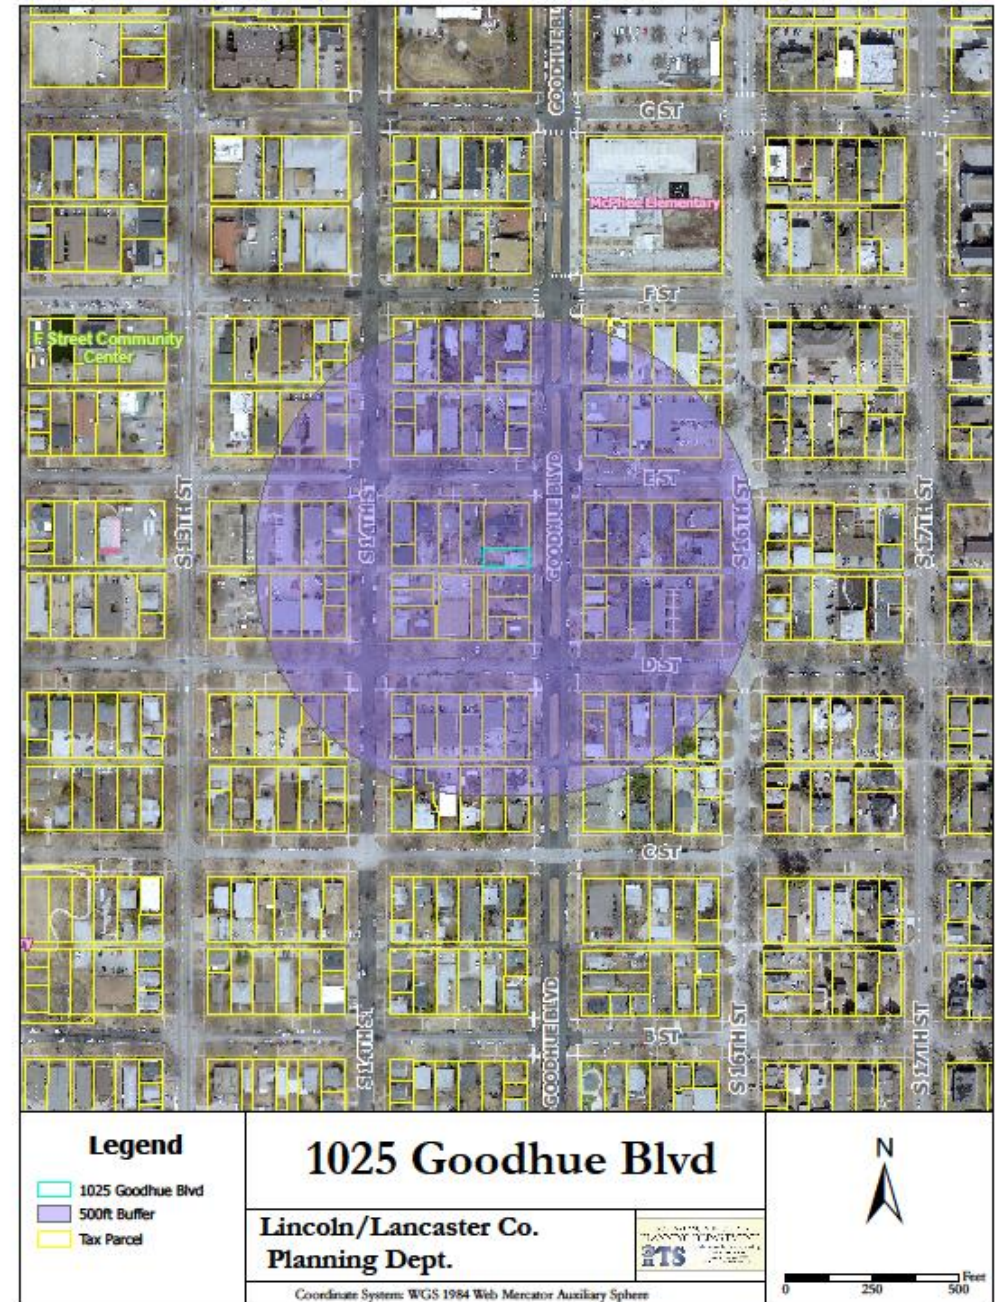 GOODHUE BL
G ST
McPhee Elementary
F ST
F Street Community
Center
S 13TH ST
S 14TH ST
GOODHUE BLVD
E ST
S 16TH ST
S 17TH ST
D ST
C ST
S 14TH ST
GOODHUE BLVD
B ST
S 16TH ST
S 17TH ST
Legend
1025 Goodhue Blvd
500ft Buffer
Tax Parcel
1025 Goodhue Blvd
Lincoln/Lancaster Co.
Planning Dept.
Coordinate System: WGS 1984 Web Mercator Auxiliary Sphere
N
Feet
0 250 500